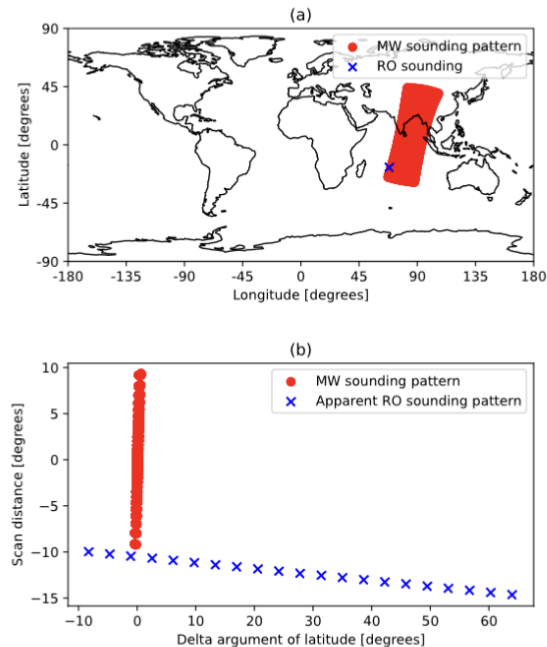 (a)
90
45
0
-45
-90
Latitude [degrees]
MW sounding pattern
RO sounding
-180 -135 -90 -45 0 45 90 135 180
Longitude [degrees]
(b)
10
5
0
−5
−10
−15
Scan distance [degrees]
MW sounding pattern
Apparent RO sounding pattern
−10 0 10 20 30 40 50 60
Delta argument of latitude [degrees]